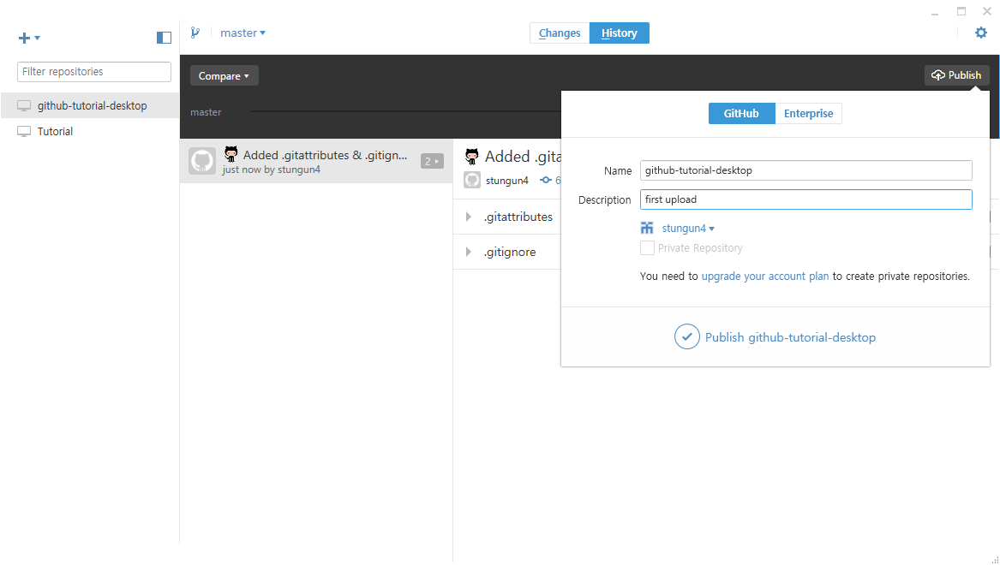 master
Changes
History
Filter repositories
Compare
Publish
github-tutorial-desktop
Tutorial
master
GitHub
Enterprise
Added .gitattributes & .gitign...
just now by stungun4
2
Added .gita
stungun4
6
.gitattributes
.gitignore
Name
github-tutorial-desktop
Description
first upload
stungun4
Private Repository
You need to upgrade your account plan to create private repositories.
Publish github-tutorial-desktop